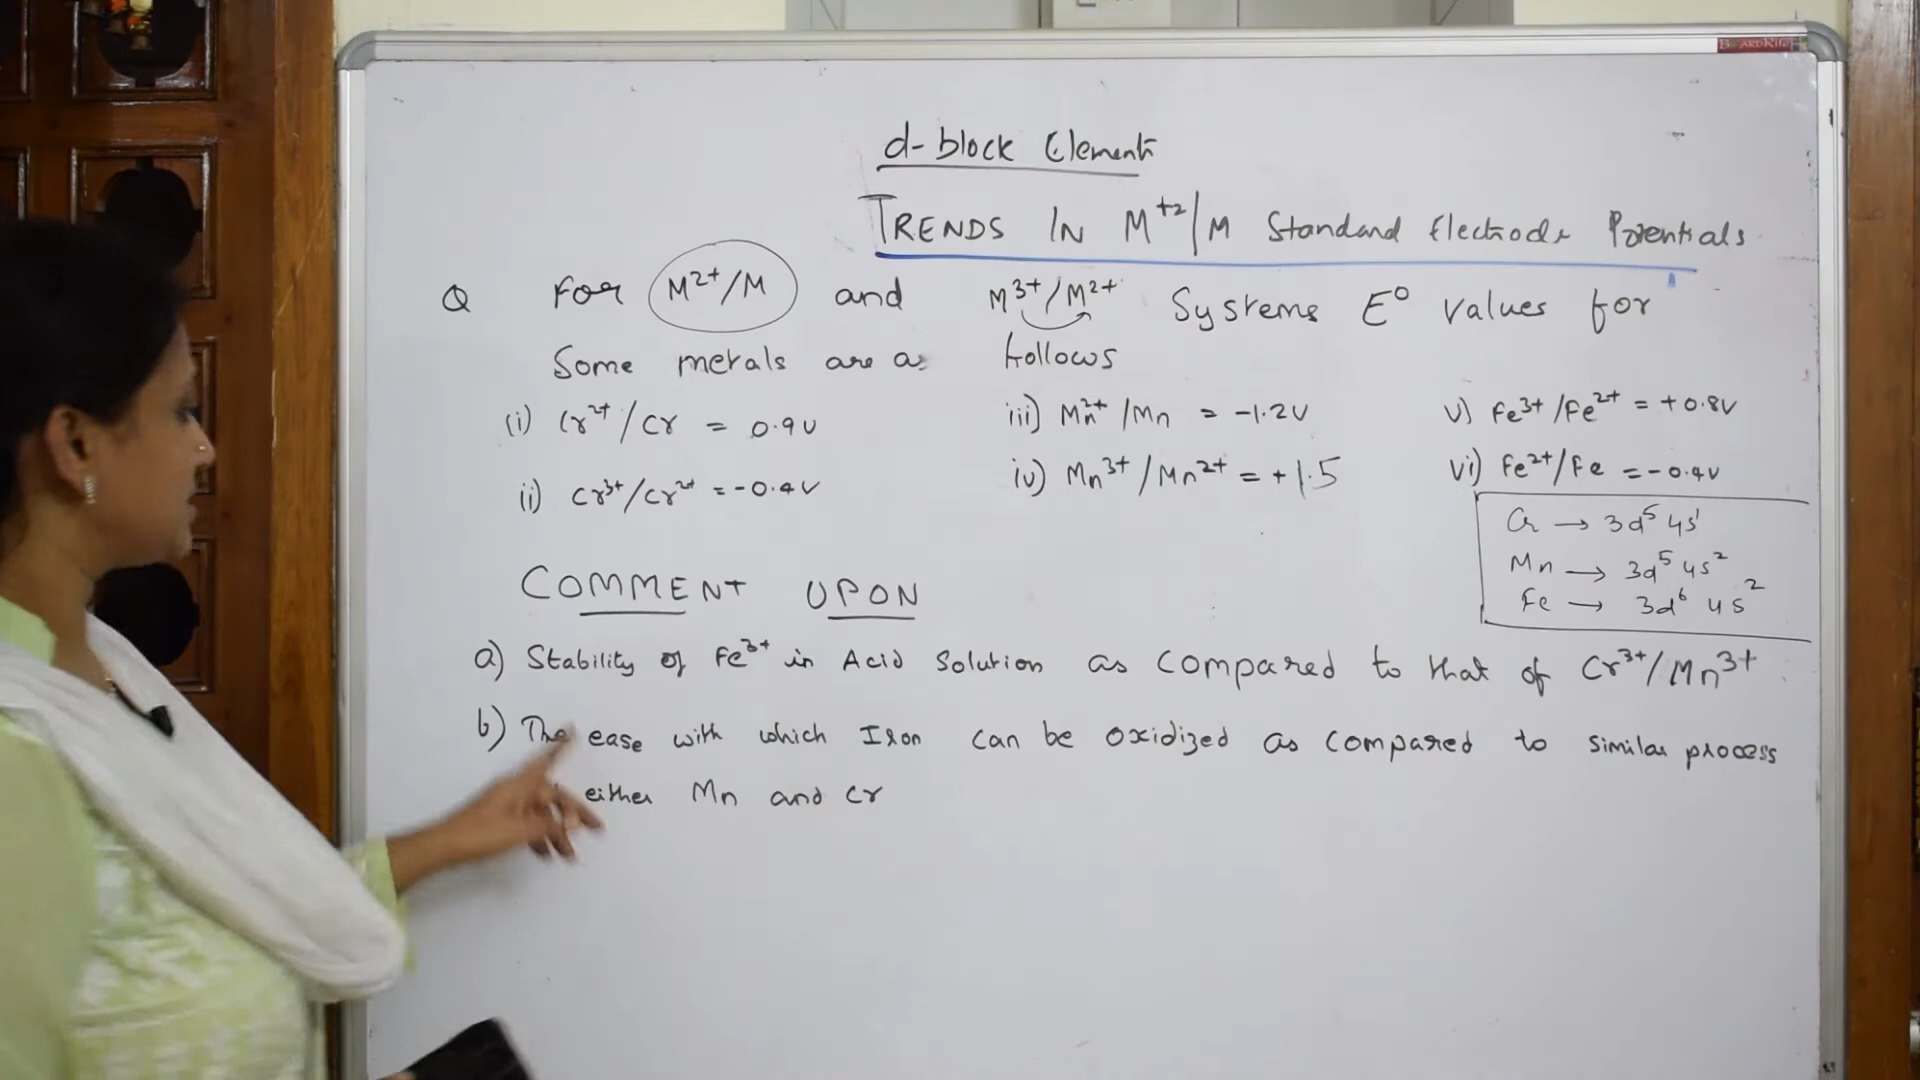 BOARDRITE
d-block Element
TRENDS IN M⁺²/M Standard Electrode Potentials
Q For M²⁺/M and M³⁺/M²⁺ Systems E⁰ values for
Some metals are as follows
(i) Cr²⁺/Cr = 0.9V
(ii) Cr³⁺/Cr²⁺ = -0.4V
iii) Mn²⁺/Mn = -1.2V
iv) Mn³⁺/Mn²⁺ = +1.5
v) Fe³⁺/Fe²⁺ = +0.8V
vi) Fe²⁺/Fe = -0.4V
Cr → 3d⁵ 4s¹
Mn → 3d⁵ 4s²
Fe → 3d⁶ 4s²
COMMENT UPON
a) Stability of Fe³⁺ in Acid Solution as compared to that of Cr³⁺/Mn³⁺
b) The ease with which Iron can be oxidized as compared to similar process
either Mn and Cr